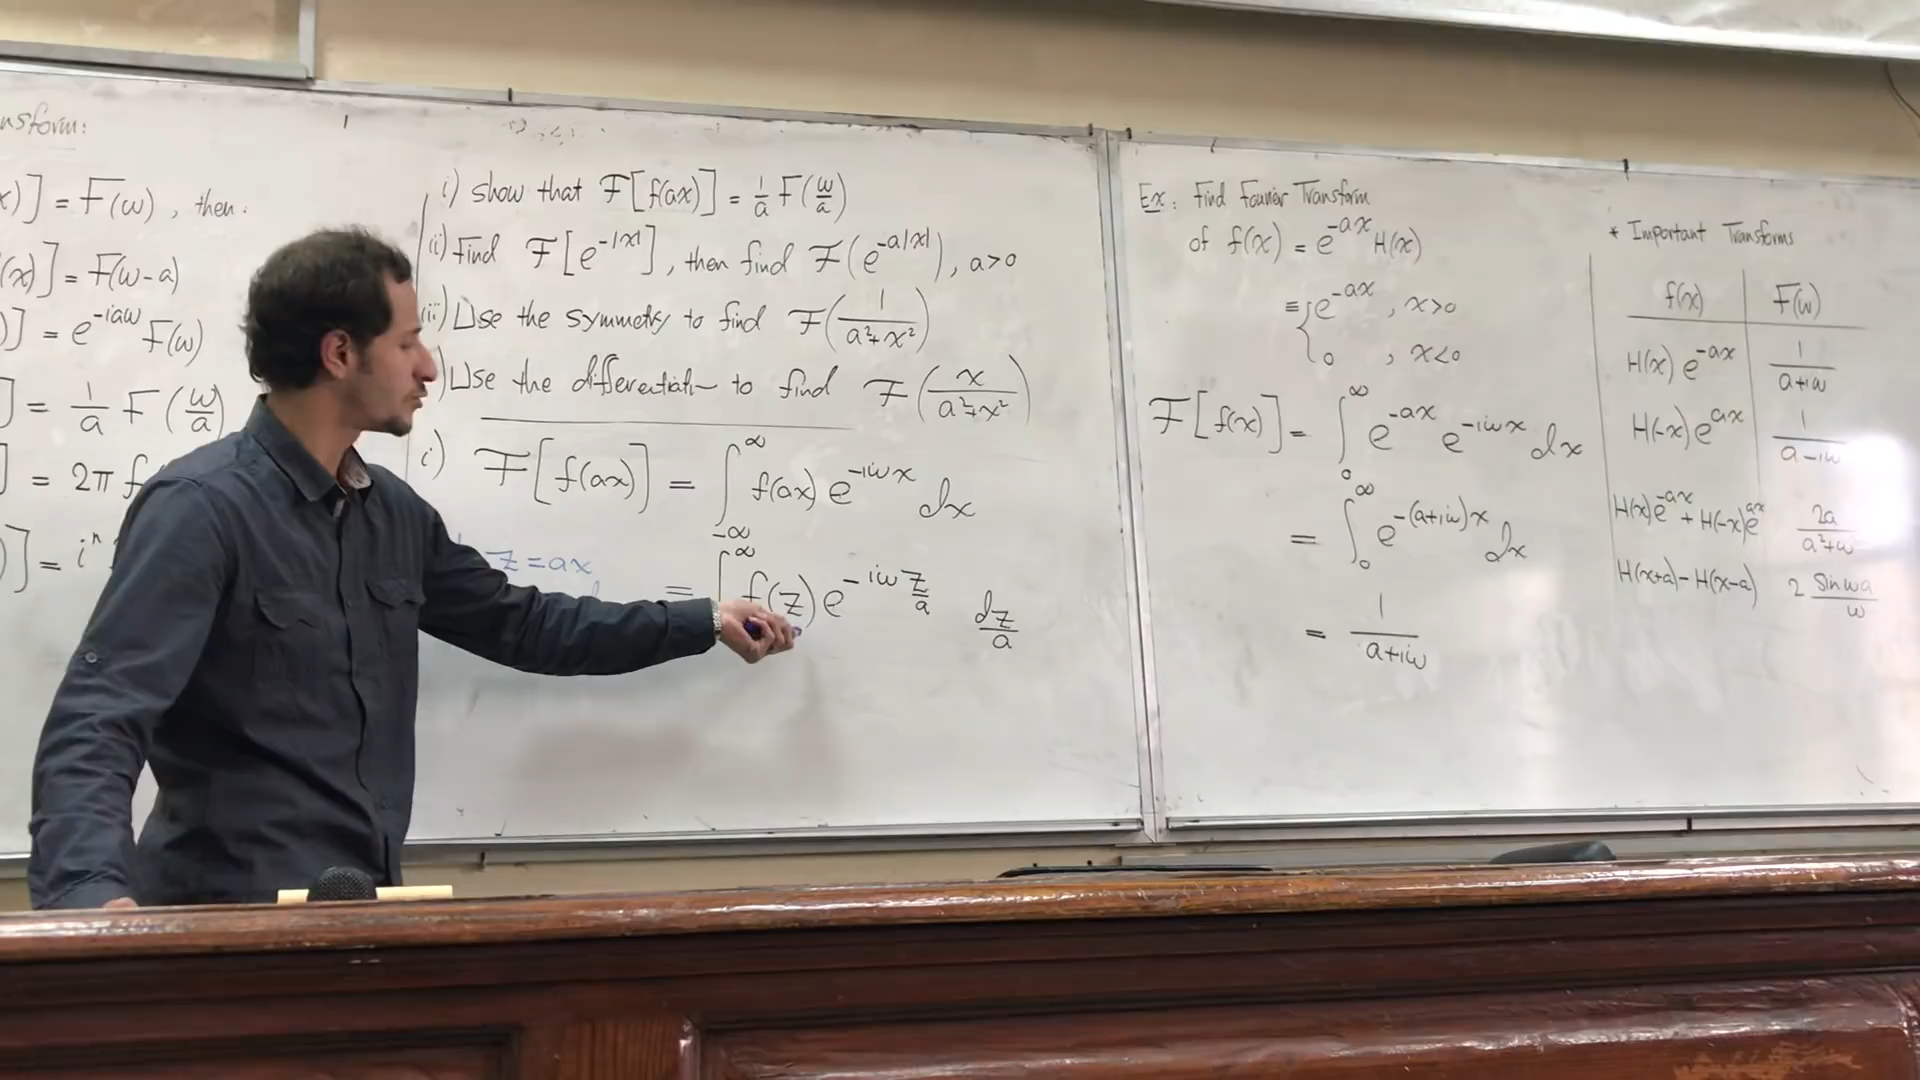 nsform:
x)] = F(ω) , then:
(x)] = F(ω-a)
)] = e^{-iaω} F(ω)
] = 1/a F(ω/a)
] = 2π f
)] = i^n
i) show that F[f(ax)] = 1/a F(ω/a)
ii) Find F[e^{-|x|}], then find F(e^{-a|x|}), a>0
ii) Use the symmetry to find F(1/(a²+x²))
) Use the differentiation to find F(x/(a²+x²))
i) F[f(ax)] = ∫_{-∞}^{∞} f(ax) e^{-iωx} dx
z = ax
= ∫^{∞} f(z) e^{-iω z/a} dz/a
Ex: Find Fourier Transform
of f(x) = e^{-ax} H(x)
≡ { e^{-ax} , x>0
0 , x<0
F[f(x)] = ∫_0^∞ e^{-ax} e^{-iωx} dx
= ∫_0^∞ e^{-(a+iω)x} dx
= 1/(a+iω)
* Important Transforms
f(x) F(ω)
H(x) e^{-ax} 1/(a+iω)
H(-x) e^{ax} 1/(a-iω)
H(x)e^{-ax} + H(-x)e^{ax} 2a/(a²+ω
H(x+a) - H(x-a) 2 sin ωa/ω